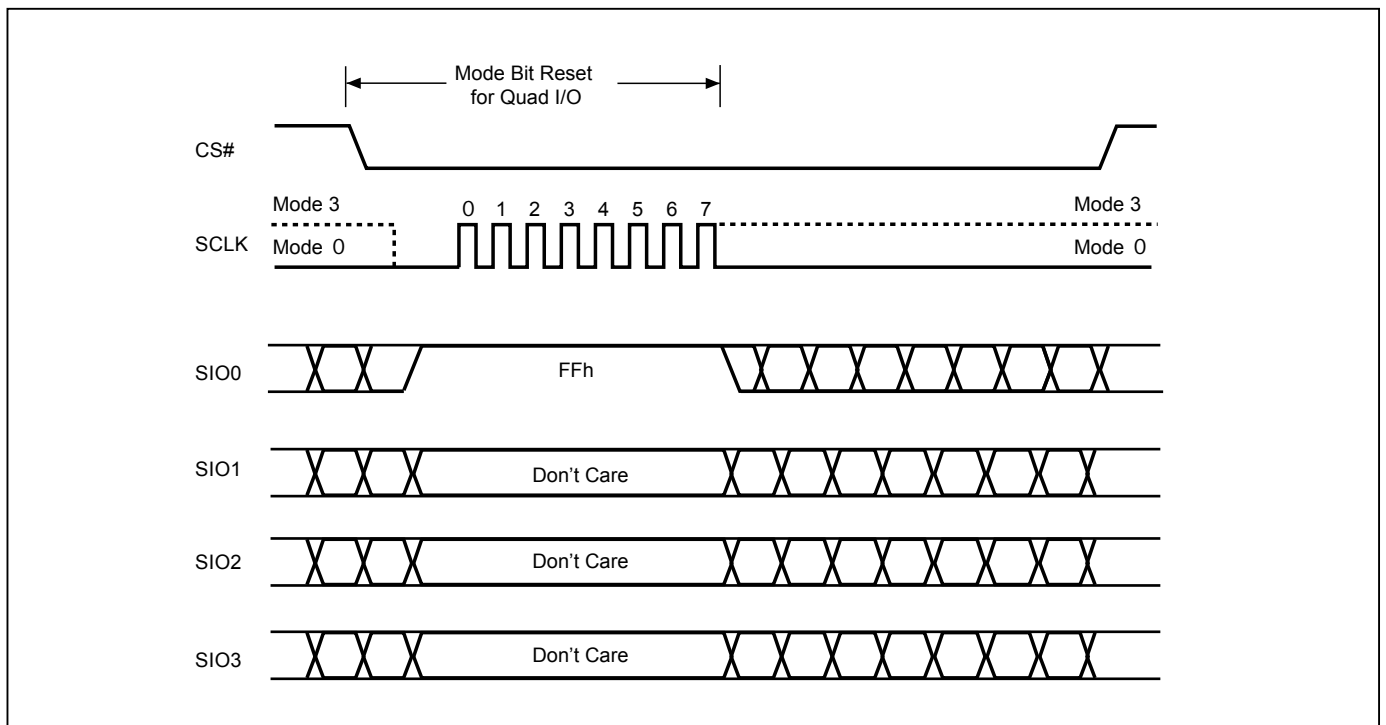 Mode Bit Reset
for Quad I/O
CS#
Mode 3
Mode 3
0 1 2 3 4 5 6 7
SCLK
Mode 0
Mode 0
SIO0
FFh
SIO1
Don't Care
SIO2
Don't Care
SIO3
Don't Care